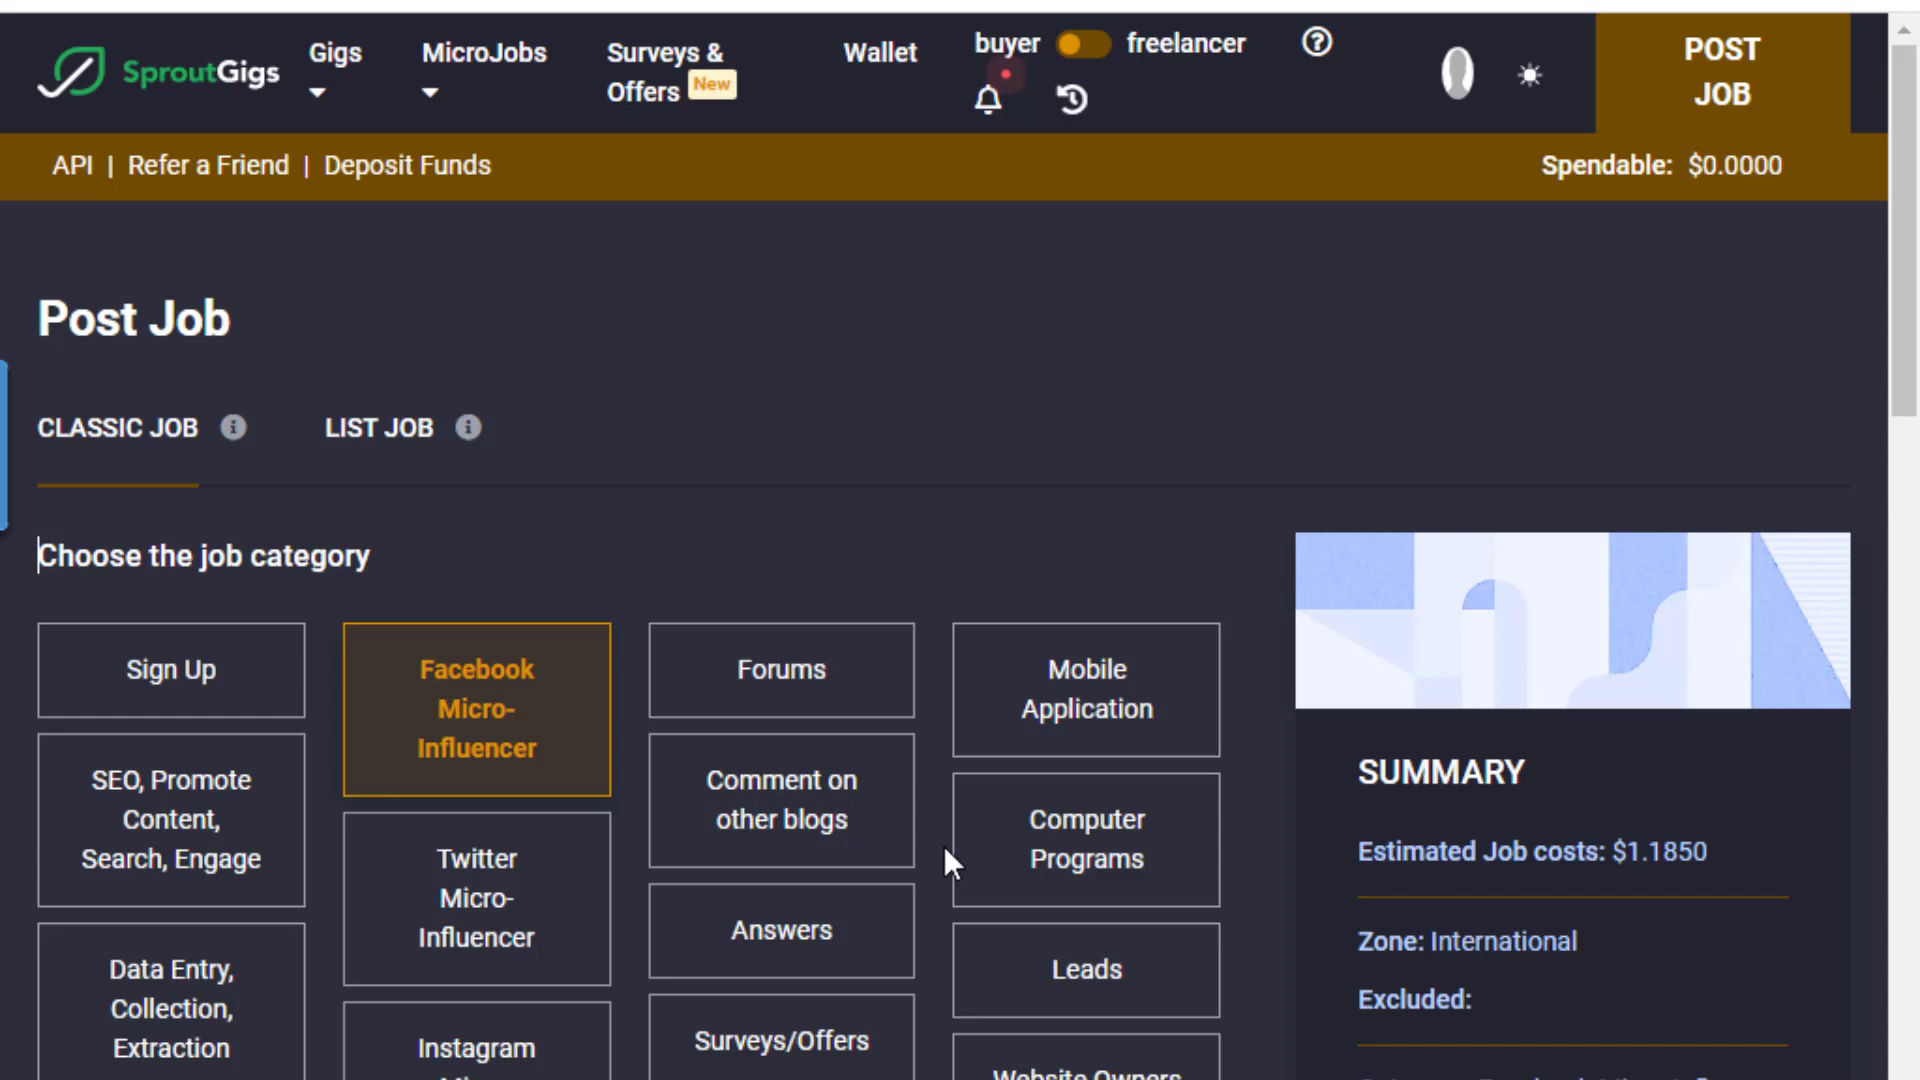 SproutGigs
Gigs
MicroJobs
Surveys &
Offers New
Wallet
buyer freelancer
POST
JOB
API | Refer a Friend | Deposit Funds
Spendable: $0.0000
Post Job
CLASSIC JOB
LIST JOB
Choose the job category
Sign Up
SEO, Promote
Content,
Search, Engage
Data Entry,
Collection,
Extraction
Facebook
Micro-
Influencer
Twitter
Micro-
Influencer
Instagram
Forums
Comment on
other blogs
Answers
Surveys/Offers
Mobile
Application
Computer
Programs
Leads
Website Owners
SUMMARY
Estimated Job costs: $1.1850
Zone: International
Excluded: